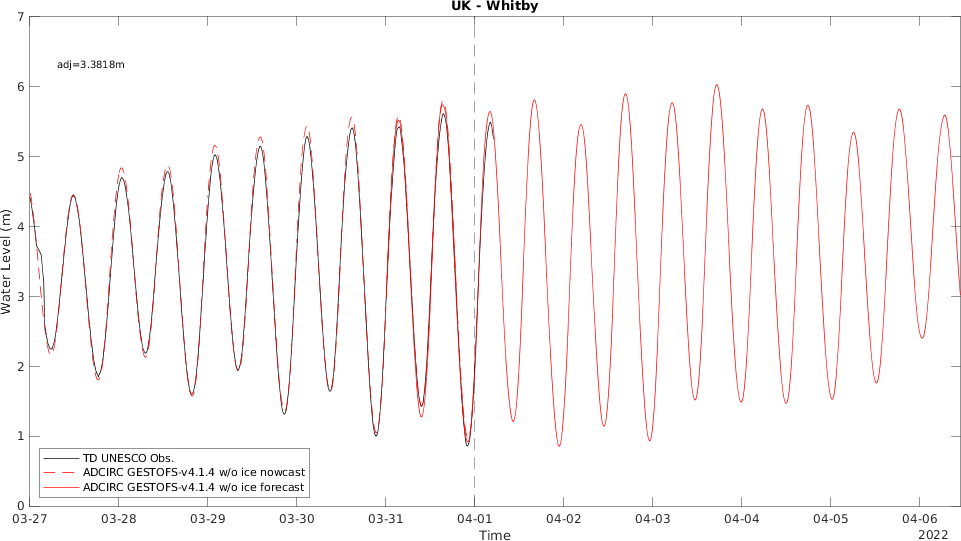 UK - Whitby
7
adj=3.3818m
6
5
4
3
2
1
0
Water Level (m)
TD UNESCO Obs.
ADCIRC GESTOFS-v4.1.4 w/o ice nowcast
ADCIRC GESTOFS-v4.1.4 w/o ice forecast
03-27 03-28 03-29 03-30 03-31 04-01 04-02 04-03 04-04 04-05 04-06
Time
2022